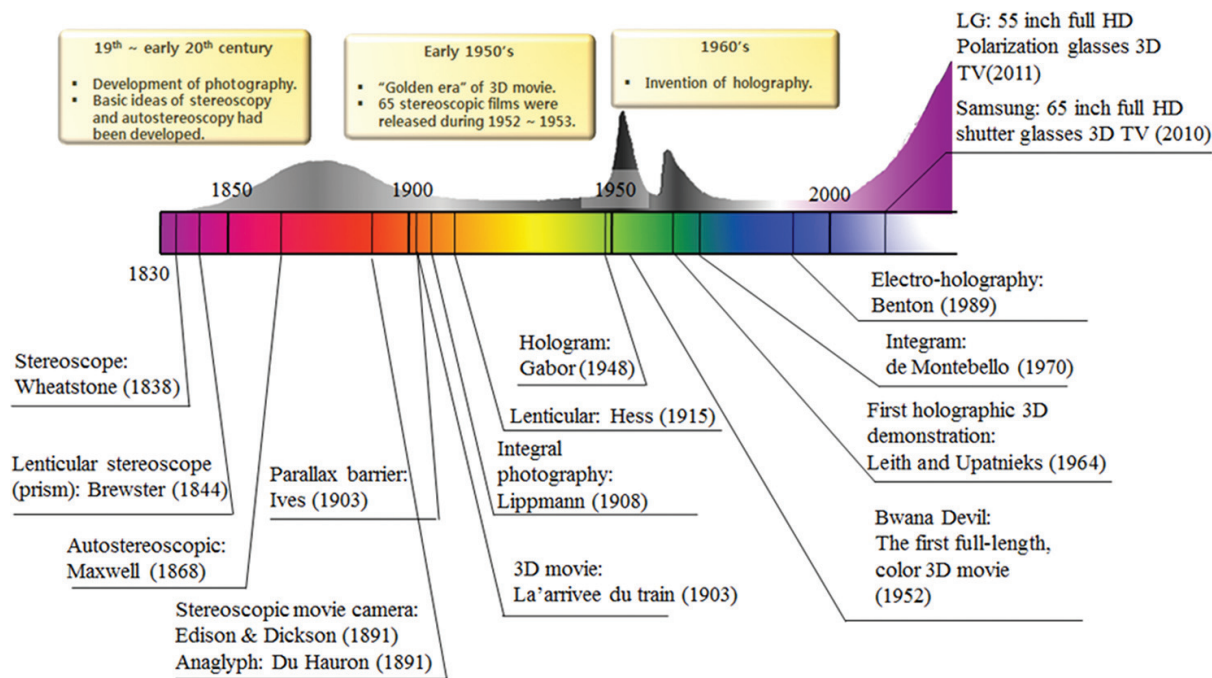 19th ~ early 20th century
▪ Development of photography.
▪ Basic ideas of stereoscopy
and autostereoscopy had
been developed.
Early 1950's
▪ "Golden era" of 3D movie.
▪ 65 stereoscopic films were
released during 1952 ~ 1953.
1960's
▪ Invention of holography.
LG: 55 inch full HD
Polarization glasses 3D
TV(2011)
Samsung: 65 inch full HD
shutter glasses 3D TV (2010)
1850
1900
1950
2000
1830
Stereoscope:
Wheatstone (1838)
Lenticular stereoscope
(prism): Brewster (1844)
Autostereoscopic:
Maxwell (1868)
Stereoscopic movie camera:
Edison & Dickson (1891)
Anaglyph: Du Hauron (1891)
Parallax barrier:
Ives (1903)
3D movie:
La'arrivee du train (1903)
Integral
photography:
Lippmann (1908)
Lenticular: Hess (1915)
Hologram:
Gabor (1948)
Bwana Devil:
The first full-length,
color 3D movie
(1952)
First holographic 3D
demonstration:
Leith and Upatnieks (1964)
Integram:
de Montebello (1970)
Electro-holography:
Benton (1989)